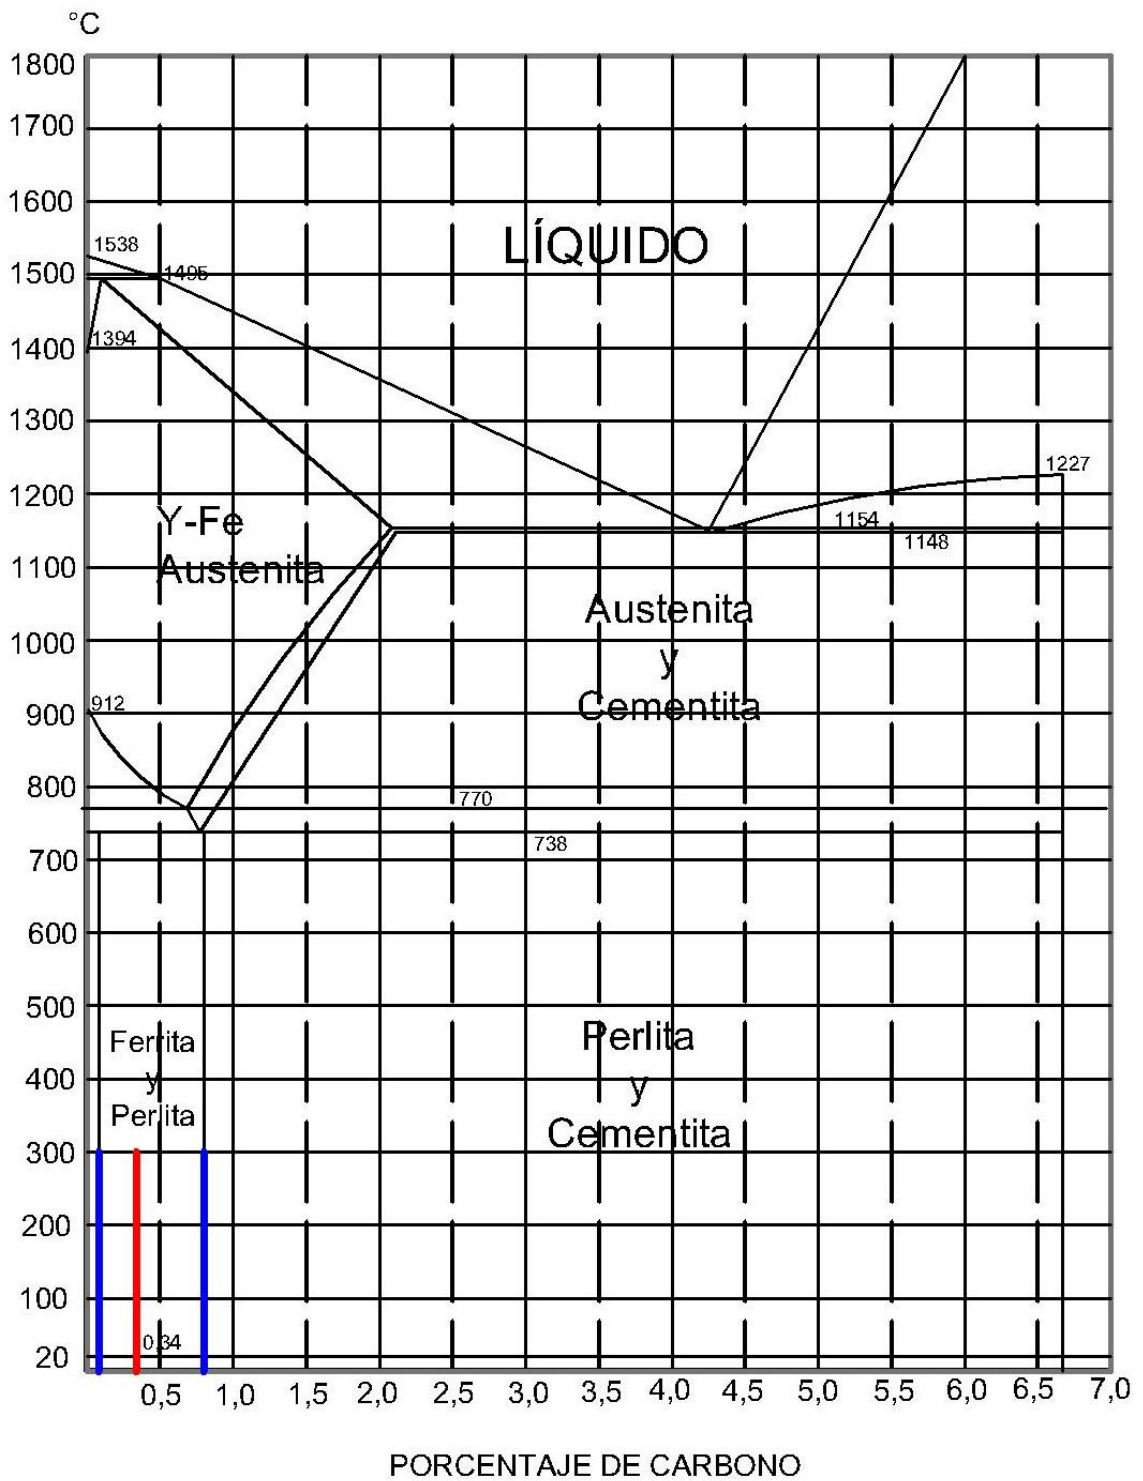 °C
1800
1700
1600
1538
LÍQUIDO
1500
1495
1400
1394
1300
1200
1227
Y-Fe
1154
1148
1100
Austenita
Austenita
y
Cementita
1000
900
912
800
770
738
700
600
500
Ferrita
y
Perlita
Perlita
y
Cementita
400
300
200
100
0,34
20
0,5 1,0 1,5 2,0 2,5 3,0 3,5 4,0 4,5 5,0 5,5 6,0 6,5 7,0
PORCENTAJE DE CARBONO